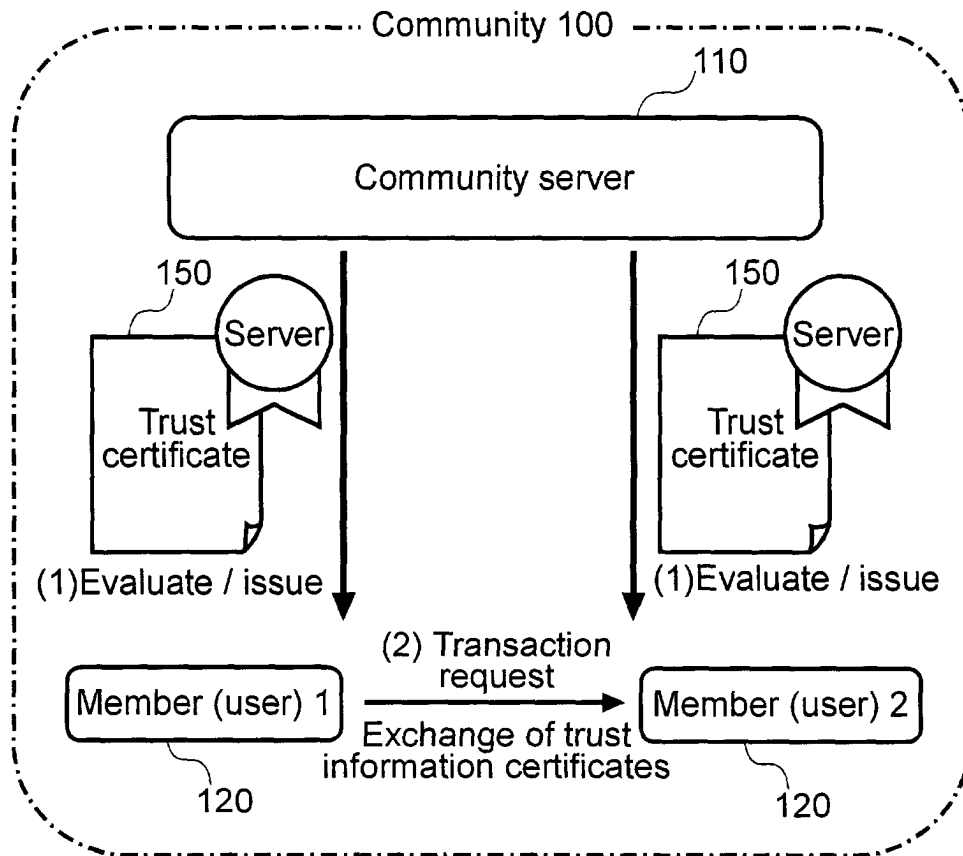 Community 100
110
Community server
150
Server
Trust
certificate
(1)Evaluate / issue
150
Server
Trust
certificate
(1)Evaluate / issue
(2) Transaction
request
Member (user) 1
Member (user) 2
Exchange of trust
information certificates
120
120